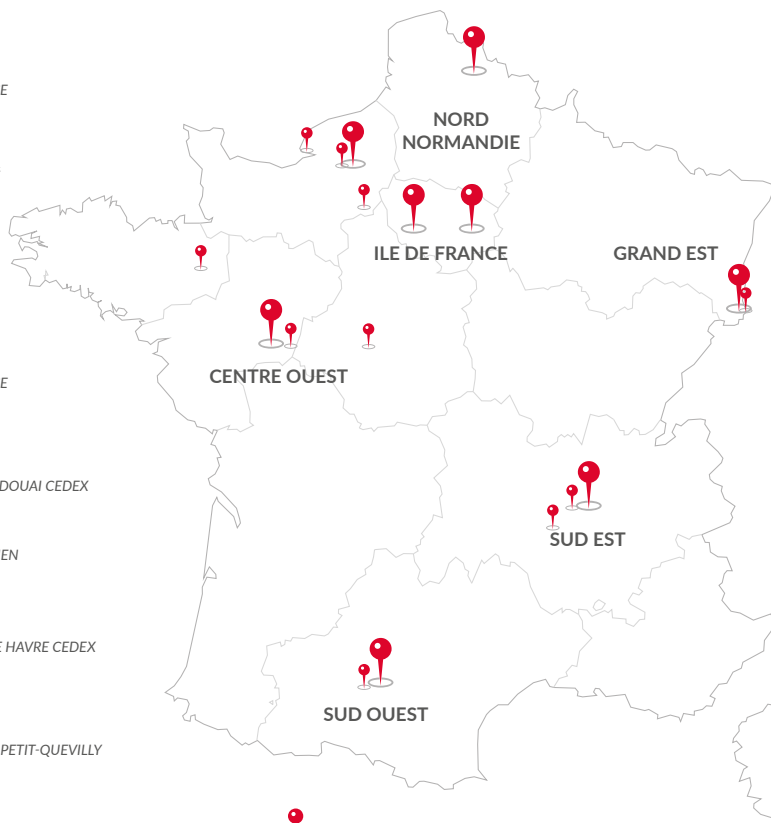 E
NORD
NORMANDIE
ILE DE FRANCE
GRAND EST
CENTRE OUEST
E
DOUAI CEDEX
EN
SUD EST
E HAVRE CEDEX
SUD OUEST
PETIT-QUEVILLY